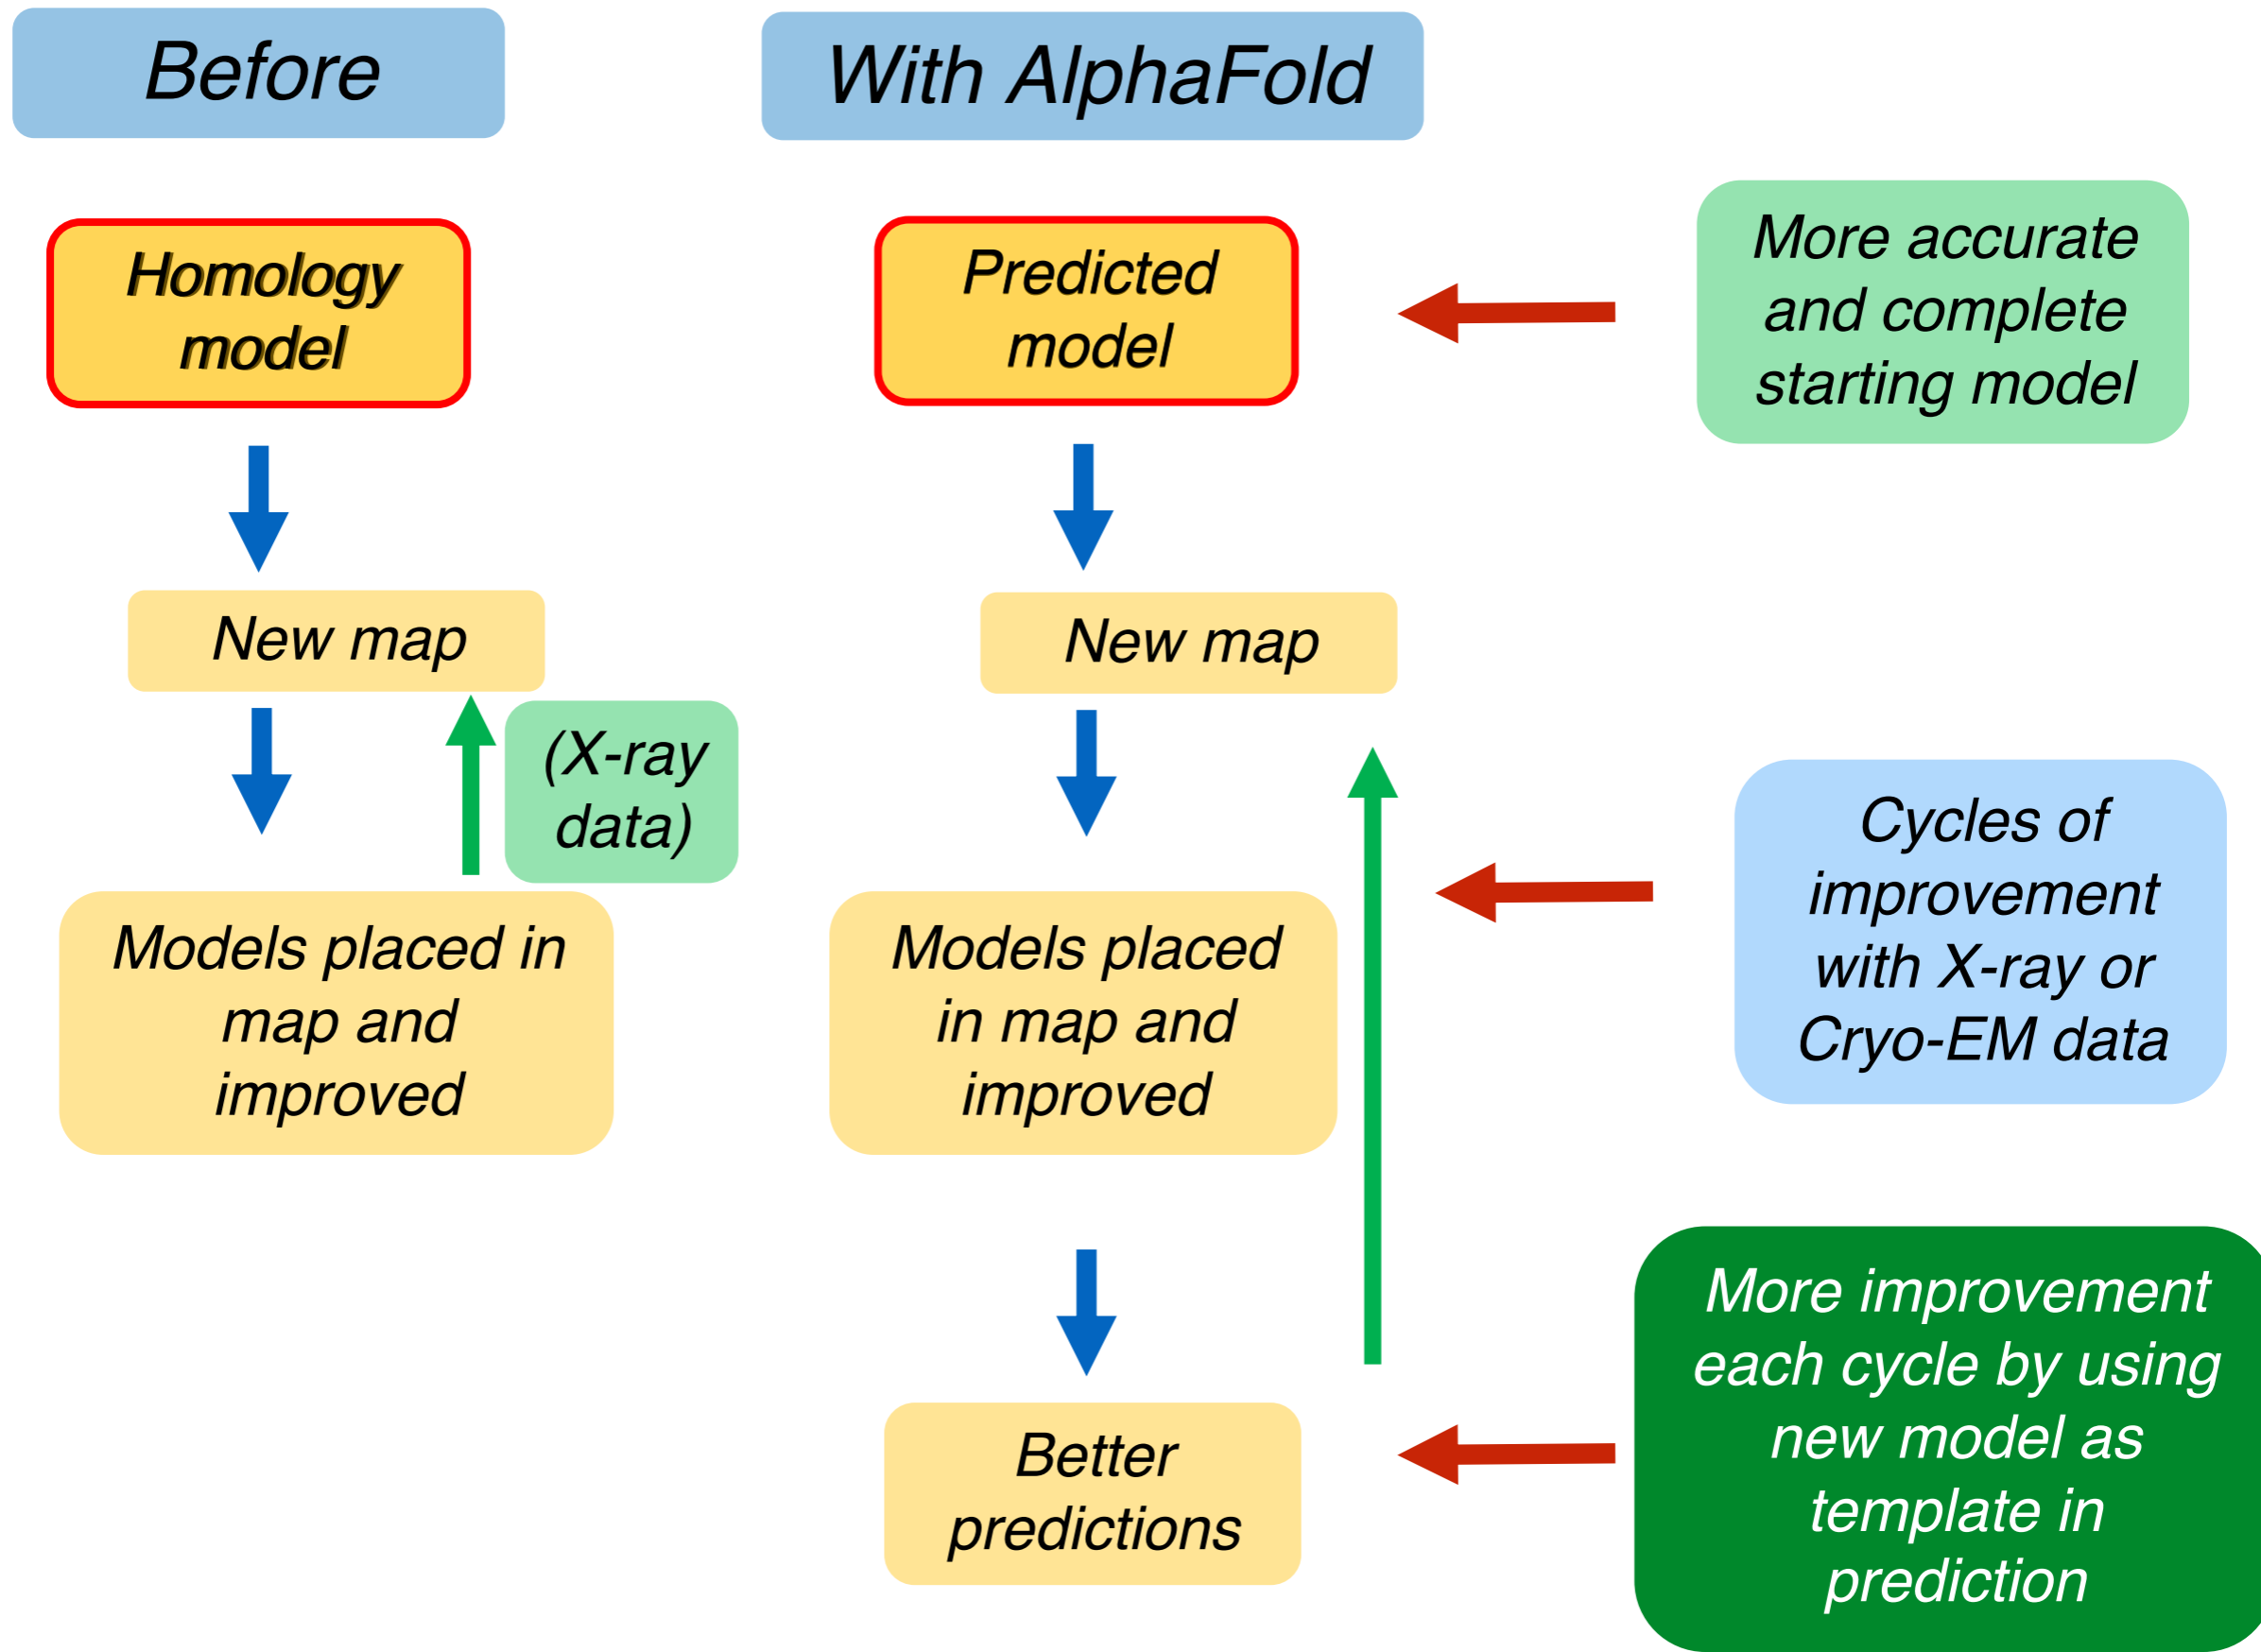 Before
With AlphaFold
Homology
model
Predicted
model
More accurate
and complete
starting model
New map
New map
(X-ray
data)
Cycles of
improvement
with X-ray or
Cryo-EM data
Models placed in
map and
improved
Models placed
in map and
improved
Better
predictions
More improvement
each cycle by using
new model as
template in
prediction